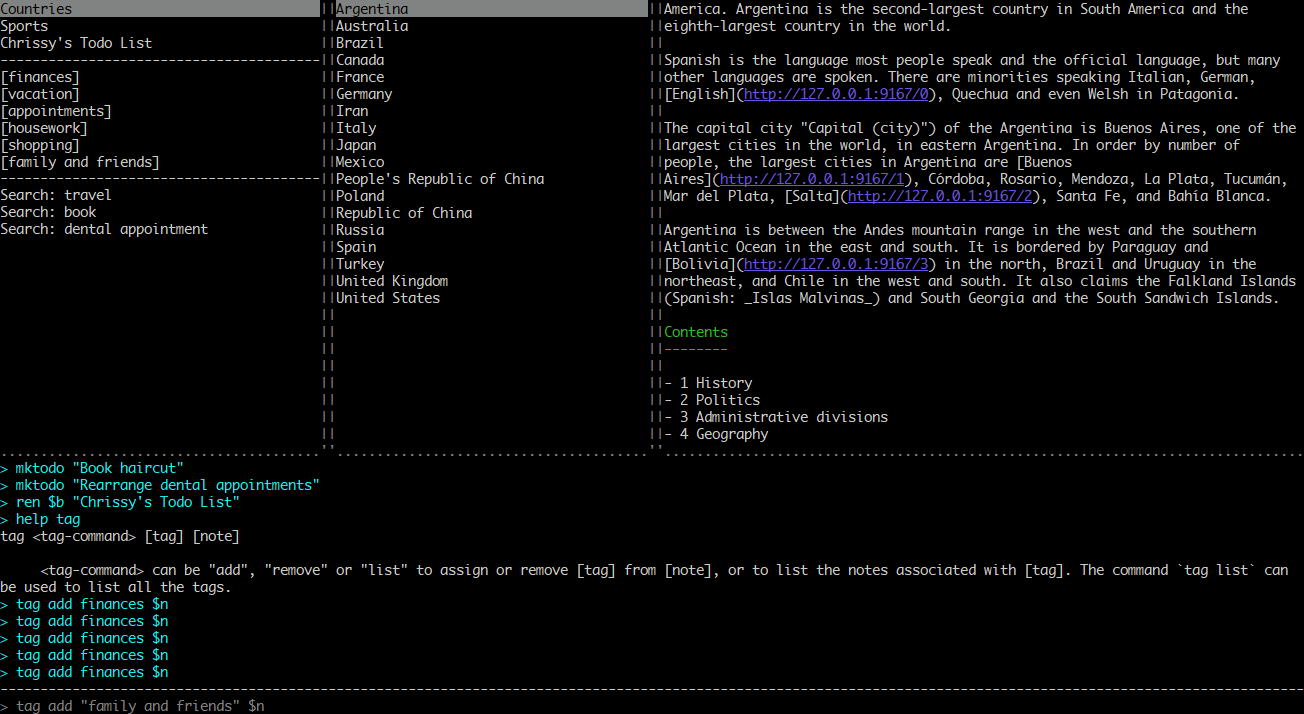 Countries
Sports
Chrissy's Todo List
----------------------------------------
[finances]
[vacation]
[appointments]
[housework]
[shopping]
[family and friends]
----------------------------------------
Search: travel
Search: book
Search: dental appointment
Argentina
Australia
Brazil
Canada
France
Germany
Iran
Italy
Japan
Mexico
People's Republic of China
Poland
Republic of China
Russia
Spain
Turkey
United Kingdom
United States
America. Argentina is the second-largest country in South America and the
eighth-largest country in the world.
Spanish is the language most people speak and the official language, but many
other languages are spoken. There are minorities speaking Italian, German,
[English](http://127.0.0.1:9167/0), Quechua and even Welsh in Patagonia.
The capital city "Capital (city)") of the Argentina is Buenos Aires, one of the
largest cities in the world, in eastern Argentina. In order by number of
people, the largest cities in Argentina are [Buenos
Aires](http://127.0.0.1:9167/1), Córdoba, Rosario, Mendoza, La Plata, Tucumán,
Mar del Plata, [Salta](http://127.0.0.1:9167/2), Santa Fe, and Bahía Blanca.
Argentina is between the Andes mountain range in the west and the southern
Atlantic Ocean in the east and south. It is bordered by Paraguay and
[Bolivia](http://127.0.0.1:9167/3) in the north, Brazil and Uruguay in the
northeast, and Chile in the west and south. It also claims the Falkland Islands
(Spanish: _Islas Malvinas_) and South Georgia and the South Sandwich Islands.
Contents
--------
- 1 History
- 2 Politics
- 3 Administrative divisions
- 4 Geography
> mktodo "Book haircut"
> mktodo "Rearrange dental appointments"
> ren $b "Chrissy's Todo List"
> help tag
tag <tag-command> [tag] [note]
<tag-command> can be "add", "remove" or "list" to assign or remove [tag] from [note], or to list the notes associated with [tag]. The command `tag list` can
be used to list all the tags.
> tag add finances $n
> tag add finances $n
> tag add finances $n
> tag add finances $n
> tag add finances $n
> tag add "family and friends" $n